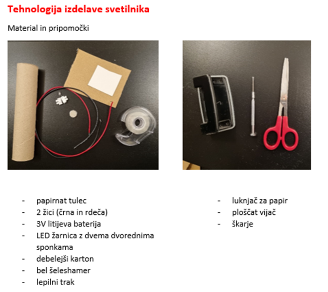 Tehnologija izdelave svetilnika
Material in pripomočki
- papirnat tulec
- 2 žici (črna in rdeča)
- 3V litijeva baterija
- LED žarnica z dvema dvorednima
sponkama
- debelejši karton
- bel šeleshamer
- lepilni trak
- luknjač za papir
- ploščat vijač
- škarje